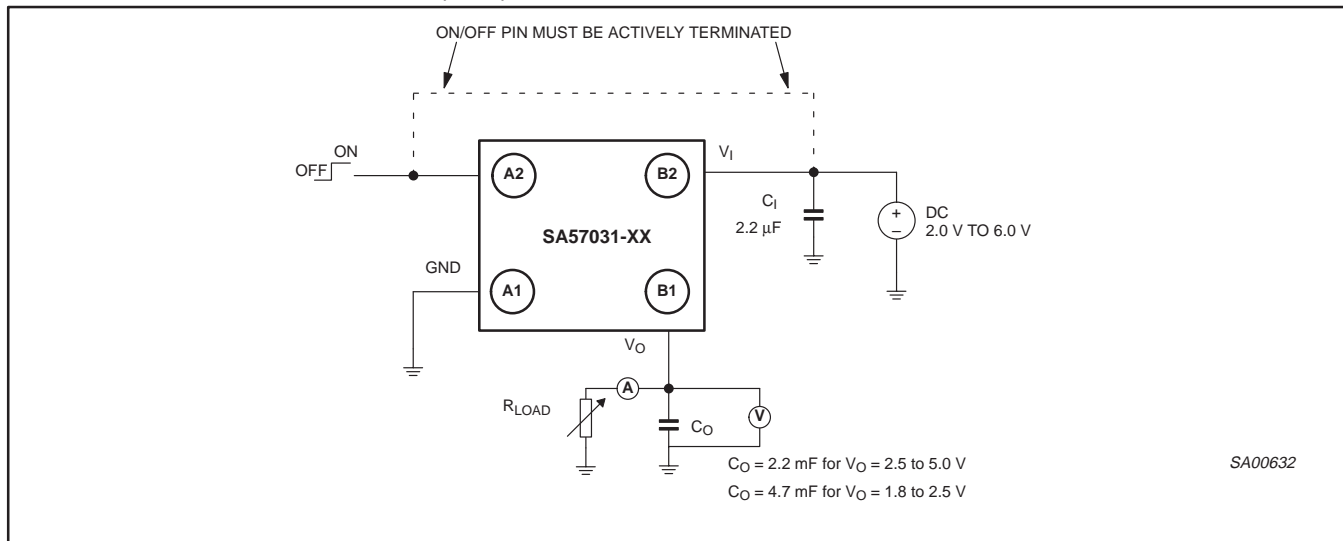 ON/OFF PIN MUST BE ACTIVELY TERMINATED
ON
OFF
A2
B2
VI
CI
2.2 μF
+
−
DC
2.0 V TO 6.0 V
SA57031-XX
GND
A1
B1
VO
RLOAD
A
CO
V
CO = 2.2 mF for VO = 2.5 to 5.0 V
CO = 4.7 mF for VO = 1.8 to 2.5 V
SA00632